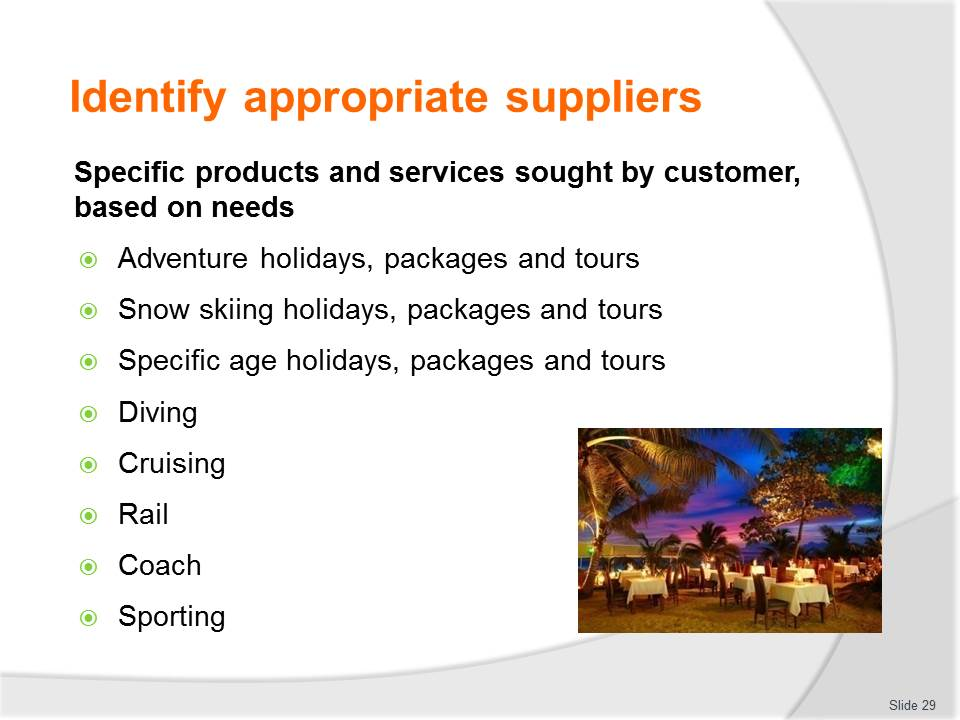 Identify appropriate suppliers
Specific products and services sought by customer,
based on needs
Adventure holidays, packages and tours
Snow skiing holidays, packages and tours
Specific age holidays, packages and tours
Diving
Cruising
Rail
Coach
Sporting
Slide 29